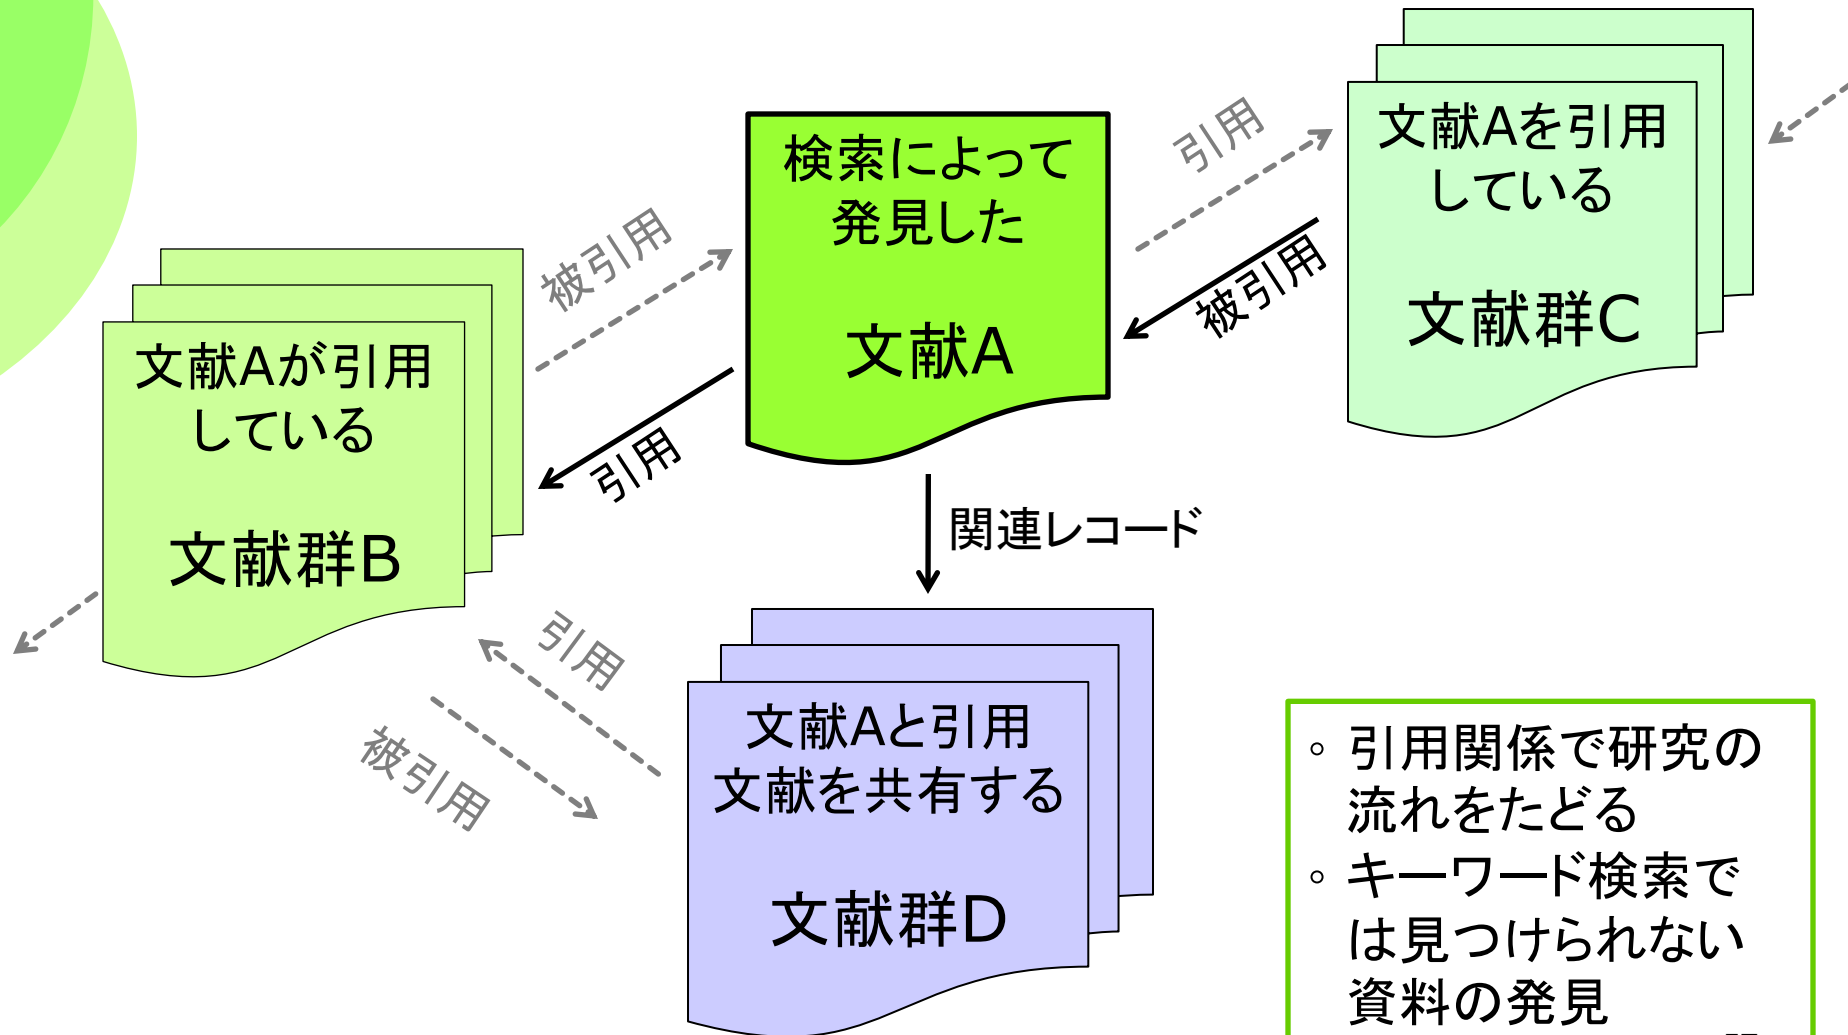 文献Aを引用
している
文献群C
引用
被引用
検索によって
発見した
文献A
被引用
引用
文献Aが引用
している
文献群B
関連レコード
引用
被引用
文献Aと引用
文献を共有する
文献群D
◦ 引用関係で研究の
流れをたどる
◦ キーワード検索で
は見つけられない
資料の発見